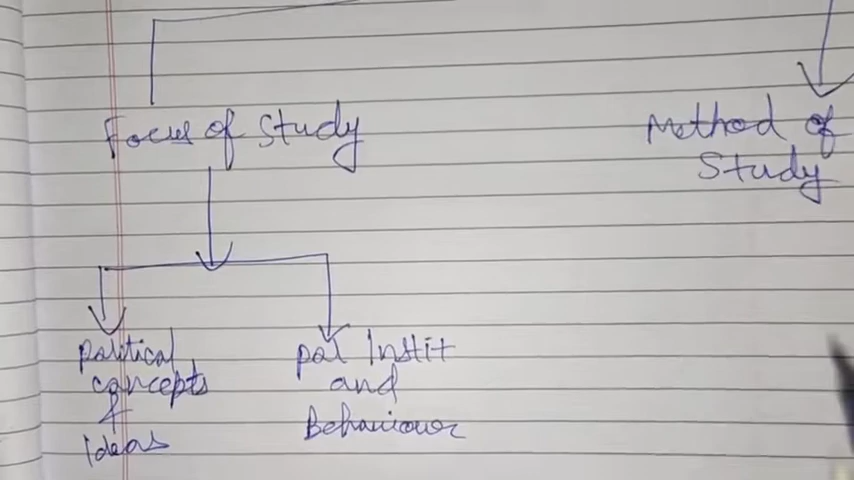 Focus of Study
Method of
Study
political
concepts
&
Ideas
pol Instit
and
Behaviour